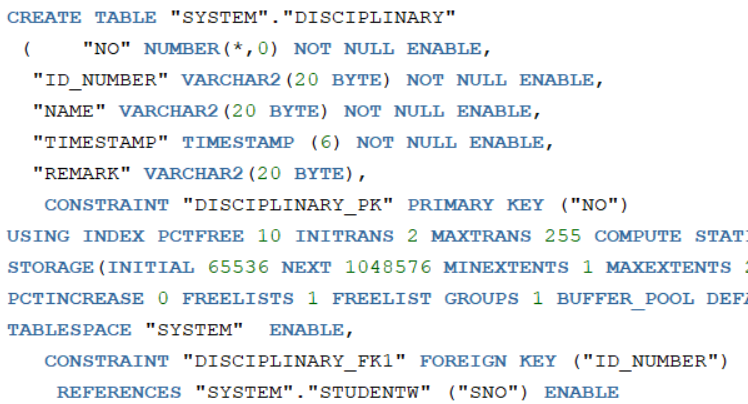 CREATE TABLE "SYSTEM"."DISCIPLINARY"
( "NO" NUMBER(*,0) NOT NULL ENABLE,
"ID_NUMBER" VARCHAR2(20 BYTE) NOT NULL ENABLE,
"NAME" VARCHAR2(20 BYTE) NOT NULL ENABLE,
"TIMESTAMP" TIMESTAMP (6) NOT NULL ENABLE,
"REMARK" VARCHAR2(20 BYTE),
CONSTRAINT "DISCIPLINARY_PK" PRIMARY KEY ("NO")
USING INDEX PCTFREE 10 INITRANS 2 MAXTRANS 255 COMPUTE STATI
STORAGE(INITIAL 65536 NEXT 1048576 MINEXTENTS 1 MAXEXTENTS 2
PCTINCREASE 0 FREELISTS 1 FREELIST GROUPS 1 BUFFER_POOL DEFA
TABLESPACE "SYSTEM" ENABLE,
CONSTRAINT "DISCIPLINARY_FK1" FOREIGN KEY ("ID_NUMBER")
REFERENCES "SYSTEM"."STUDENTW" ("SNO") ENABLE